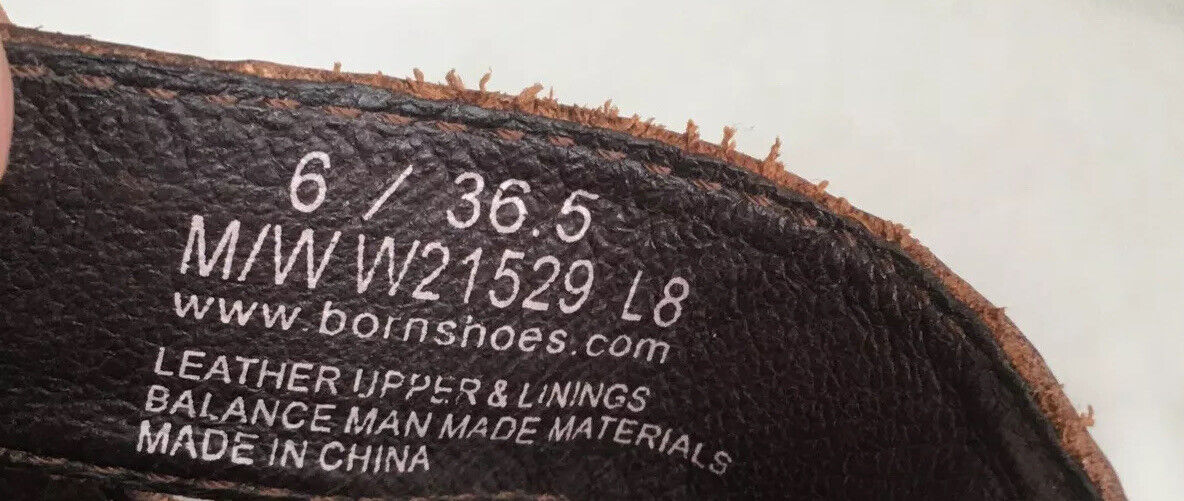 6 / 36.5
M/W W21529 L8
www.bornshoes.com
LEATHER UPPER & LININGS
BALANCE MAN MADE MATERIALS
MADE IN CHINA